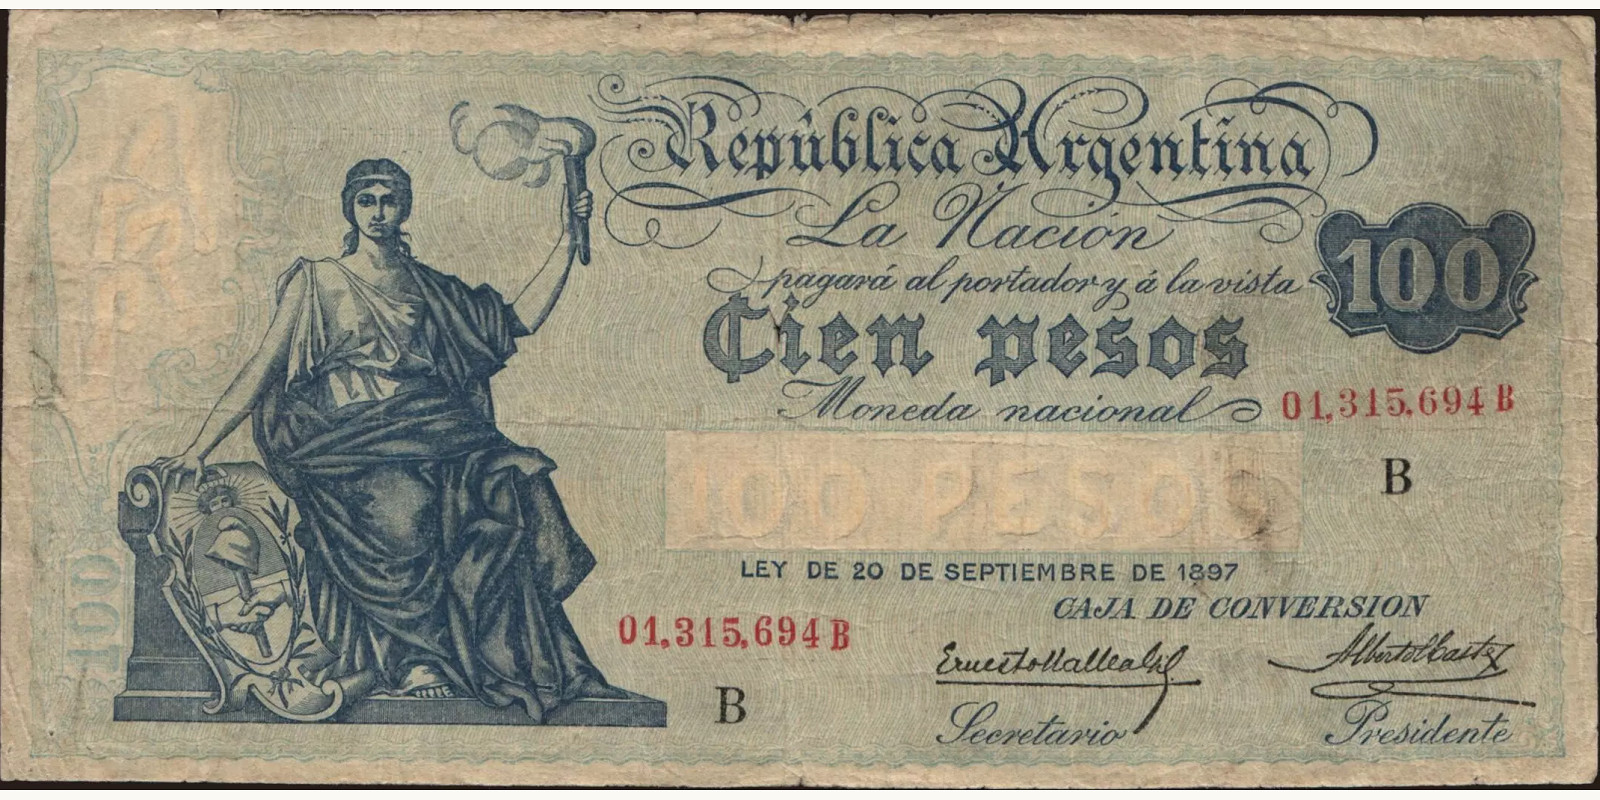 República Argentina
La Nación
pagará al portador y á la vista
100
Cien pesos
Moneda nacional
01,315,694 B
B
100 PESOS
LEY DE 20 DE SEPTIEMBRE DE 1897
CAJA DE CONVERSION
01,315,694 B
B
Secretario
Presidente
100